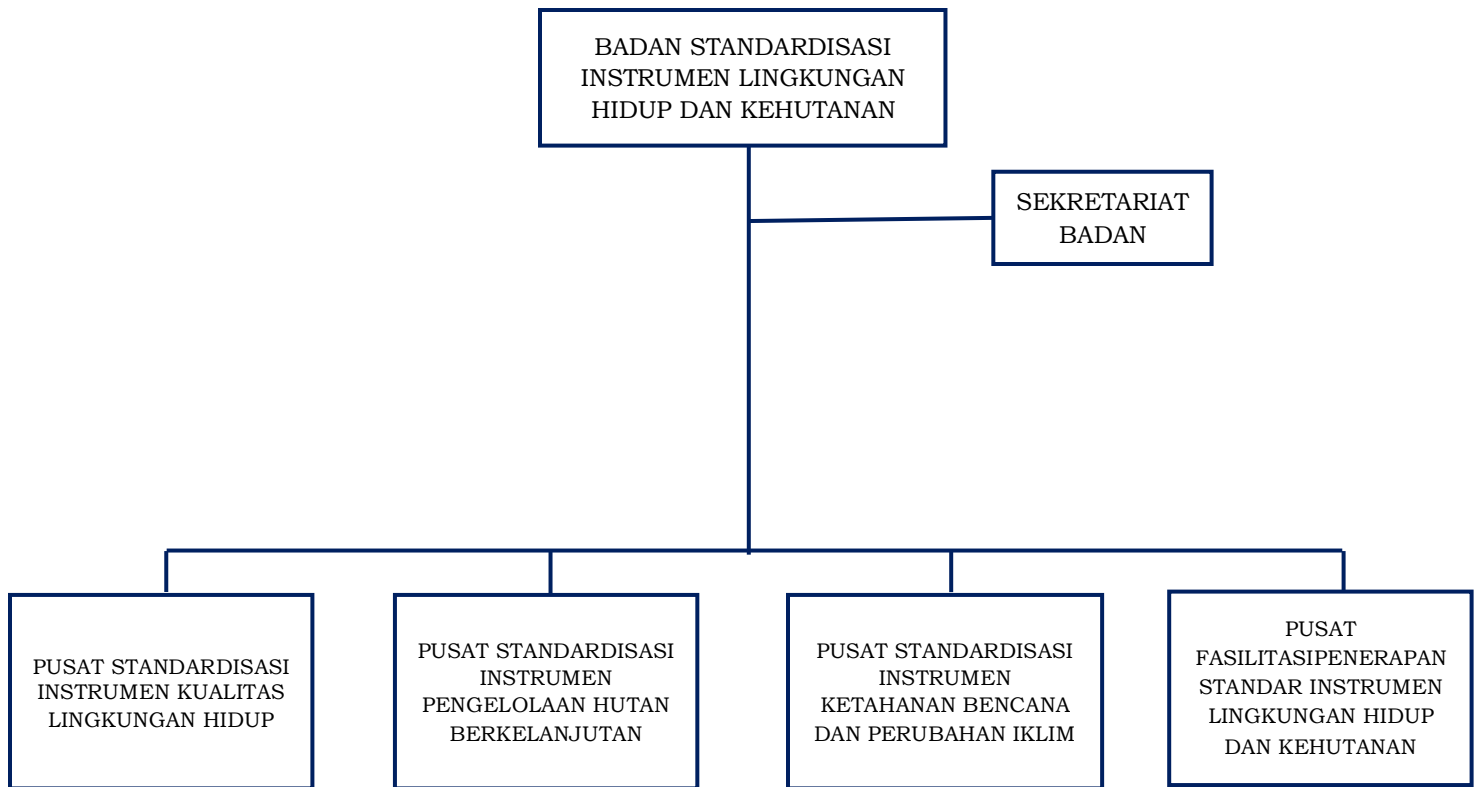 BADAN STANDARDISASI
INSTRUMEN LINGKUNGAN
HIDUP DAN KEHUTANAN
SEKRETARIAT
BADAN
PUSAT STANDARDISASI
INSTRUMEN KUALITAS
LINGKUNGAN HIDUP
PUSAT STANDARDISASI
INSTRUMEN
PENGELOLAAN HUTAN
BERKELANJUTAN
PUSAT STANDARDISASI
INSTRUMEN
KETAHANAN BENCANA
DAN PERUBAHAN IKLIM
PUSAT
FASILITASIPENERAPAN
STANDAR INSTRUMEN
LINGKUNGAN HIDUP
DAN KEHUTANAN